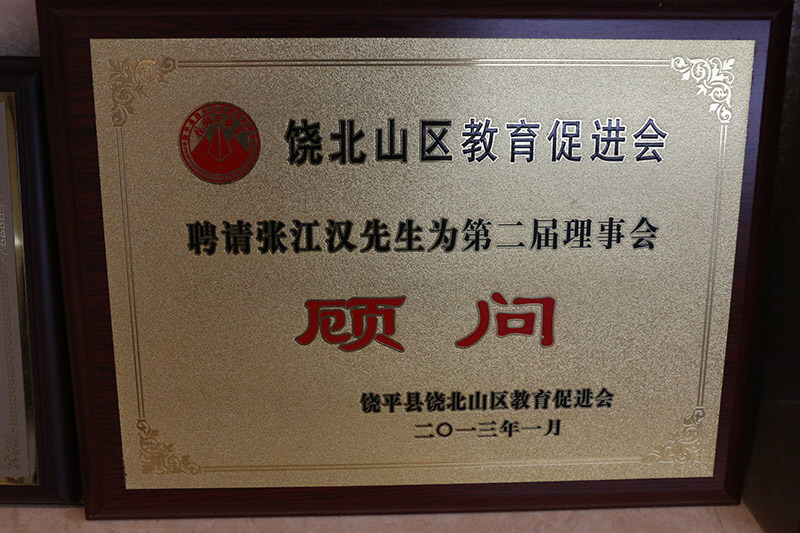 饶北山区教育促进会
聘请张江汉先生为第二届理事会
顾问
饶平县饶北山区教育促进会
二〇一三年一月